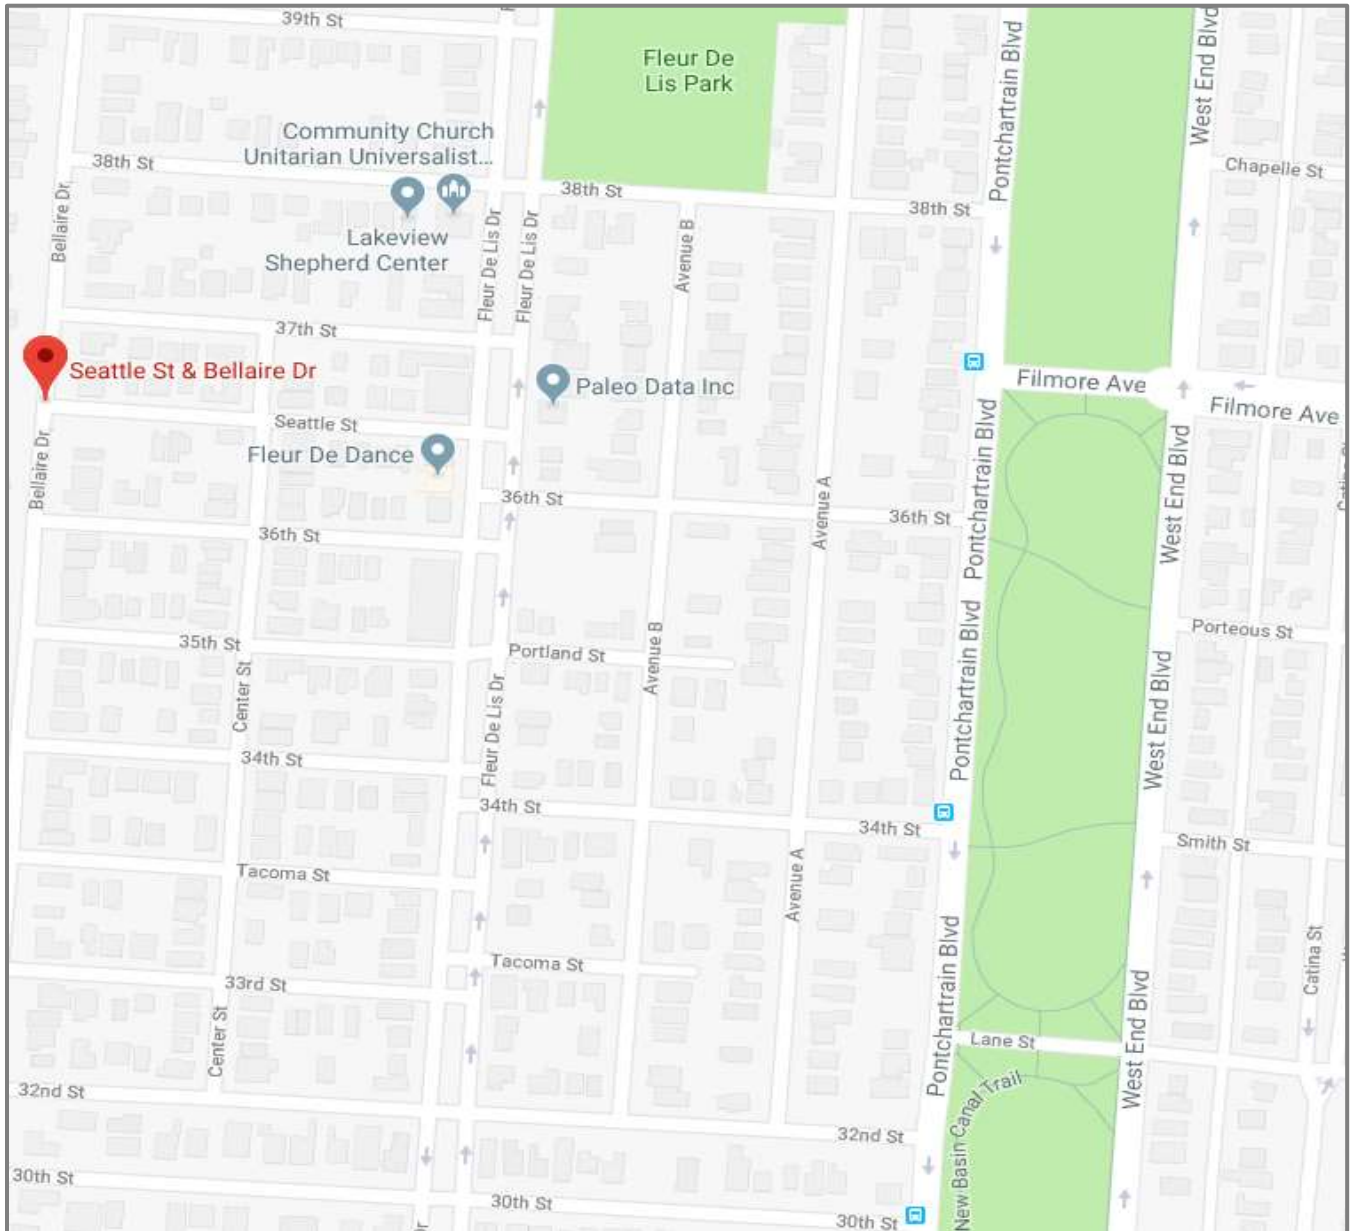 39th St
Fleur De
Lis Park
Pontchartrain Blvd
West End Blvd
Community Church
Unitarian Universalist...
38th St
38th St
38th St
Chapelle St
Bellaire Dr
Lakeview
Shepherd Center
Fleur De Lis Dr
Fleur De Lis Dr
Avenue B
37th St
Seattle St & Bellaire Dr
Paleo Data Inc
Filmore Ave
Filmore Ave
Seattle St
Fleur De Dance
Bellaire Dr
Pontchartrain Blvd
West End Blvd
36th St
36th St
36th St
Avenue A
35th St
Portland St
Avenue B
Porteous St
Pontchartrain Blvd
West End Blvd
Center St
Fleur De Lis Dr
34th St
34th St
34th St
Smith St
Tacoma St
Avenue A
Tacoma St
33rd St
Catina St
Pontchartrain Blvd
West End Blvd
Center St
Lane St
New Basin Canal Trail
32nd St
32nd St
30th St
30th St
30th St